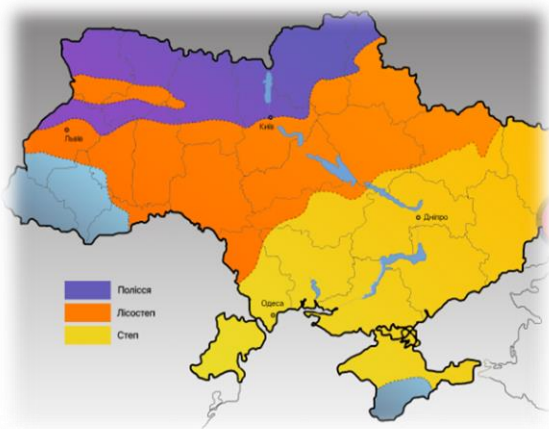 Львів
Київ
Дніпро
Одеса
Полісся
Лісостеп
Степ